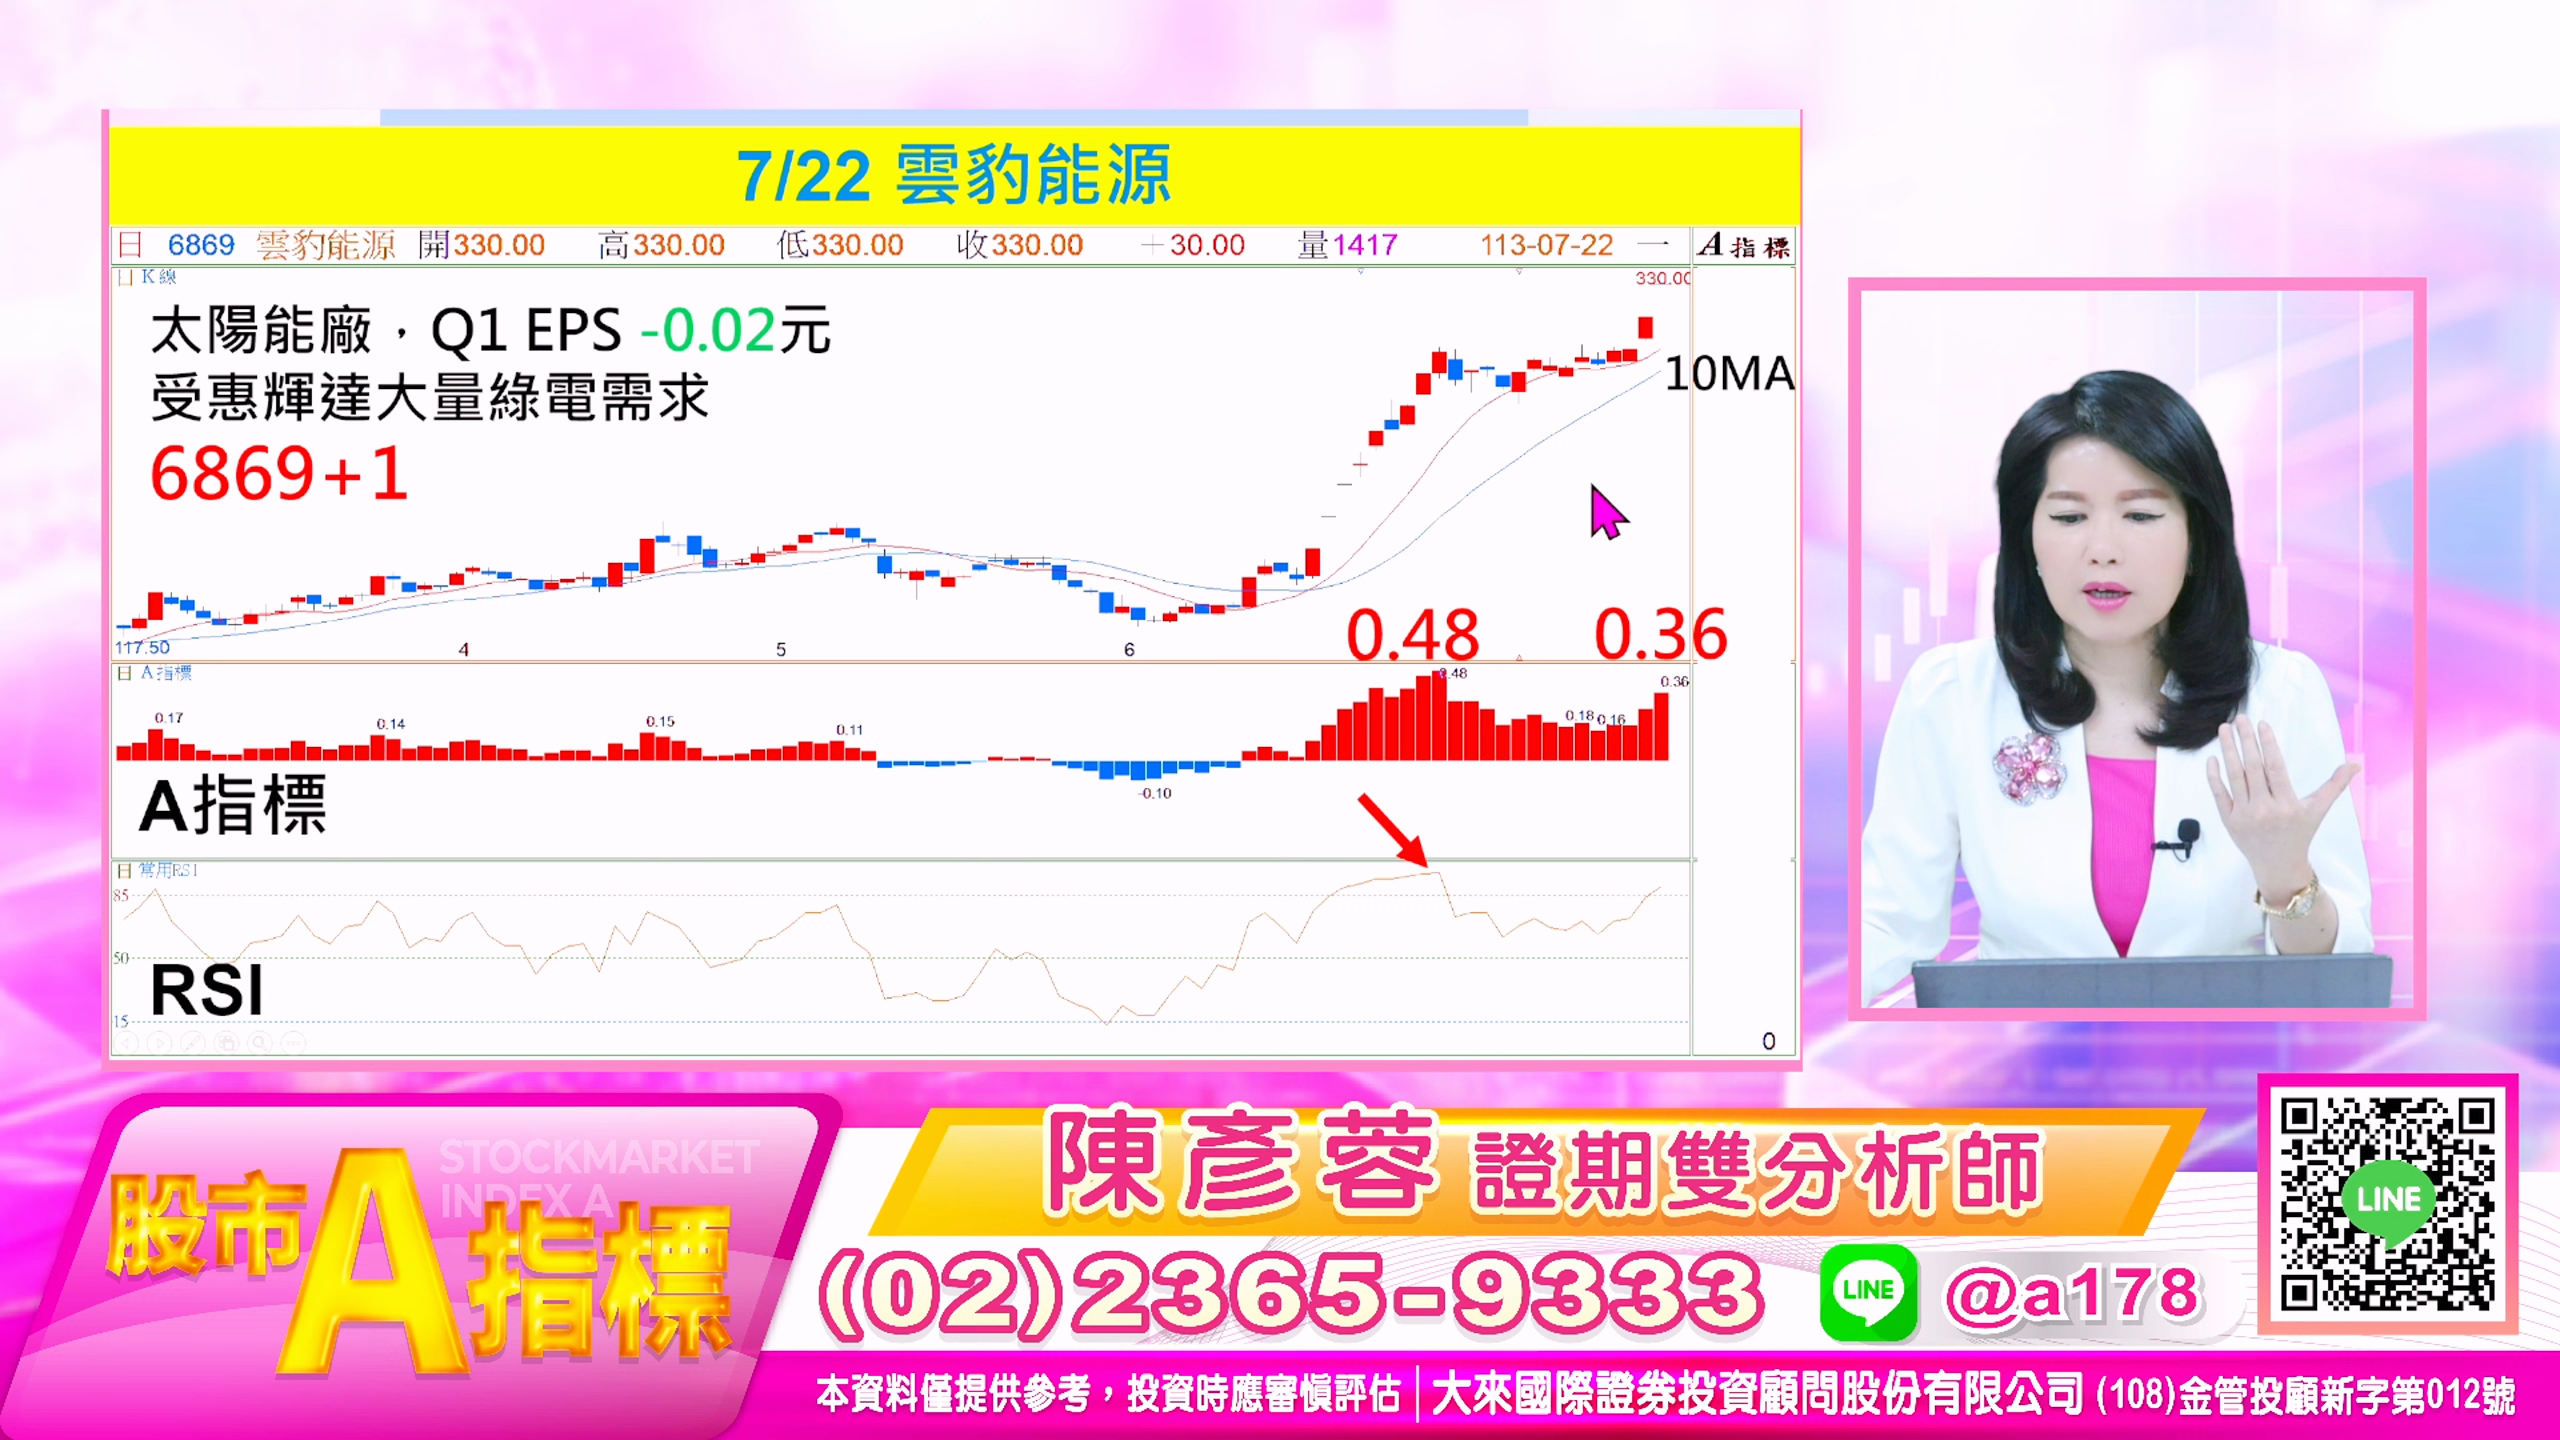 7/22 雲豹能源
日 6869 雲豹能源 開330.00 高330.00 低330.00 收330.00 +30.00 量1417 113-07-22 一 A指標
日 K線
330.00
太陽能廠，Q1 EPS -0.02元
受惠輝達大量綠電需求
6869+1
10MA
117.50 4 5 6
0.48 0.36
日 A指標
0.17 0.14 0.15 0.11 -0.10 0.48 0.18 0.16 0.36
A指標
日 常用RSI
85
50
RSI
15
0
STOCKMARKET
INDEX A
股市A指標
陳彥蓉 證期雙分析師
(02)2365-9333
LINE @a178
LINE
本資料僅提供參考，投資時應審慎評估 | 大來國際證券投資顧問股份有限公司 (108)金管投顧新字第012號